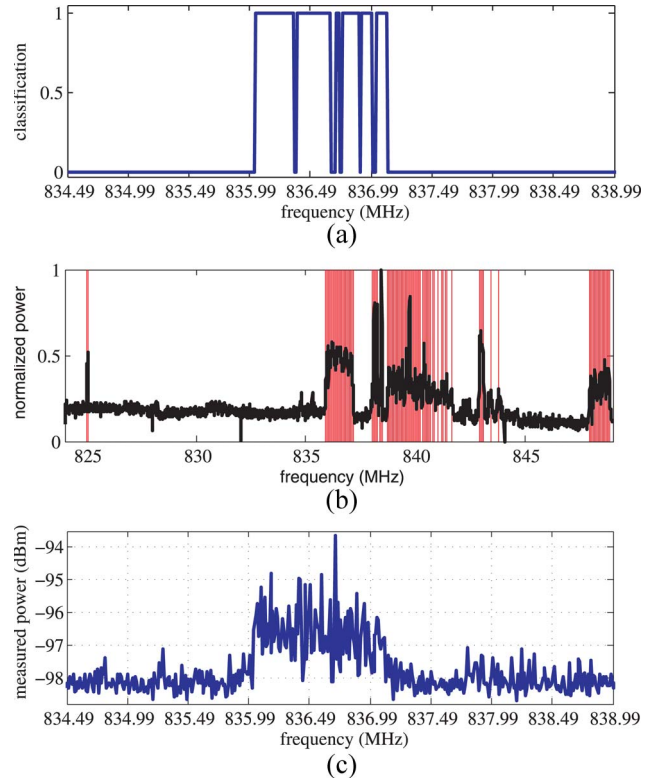 1
0.5
0
classification
834.49 834.99 835.49 835.99 836.49 836.99 837.49 837.99 838.49 838.99
frequency (MHz)
(a)
1
0.5
0
normalized power
825 830 835 840 845
frequency (MHz)
(b)
−94
−95
−96
−97
−98
measured power (dBm)
834.49 834.99 835.49 835.99 836.49 836.99 837.49 837.99 838.49 838.99
frequency (MHz)
(c)